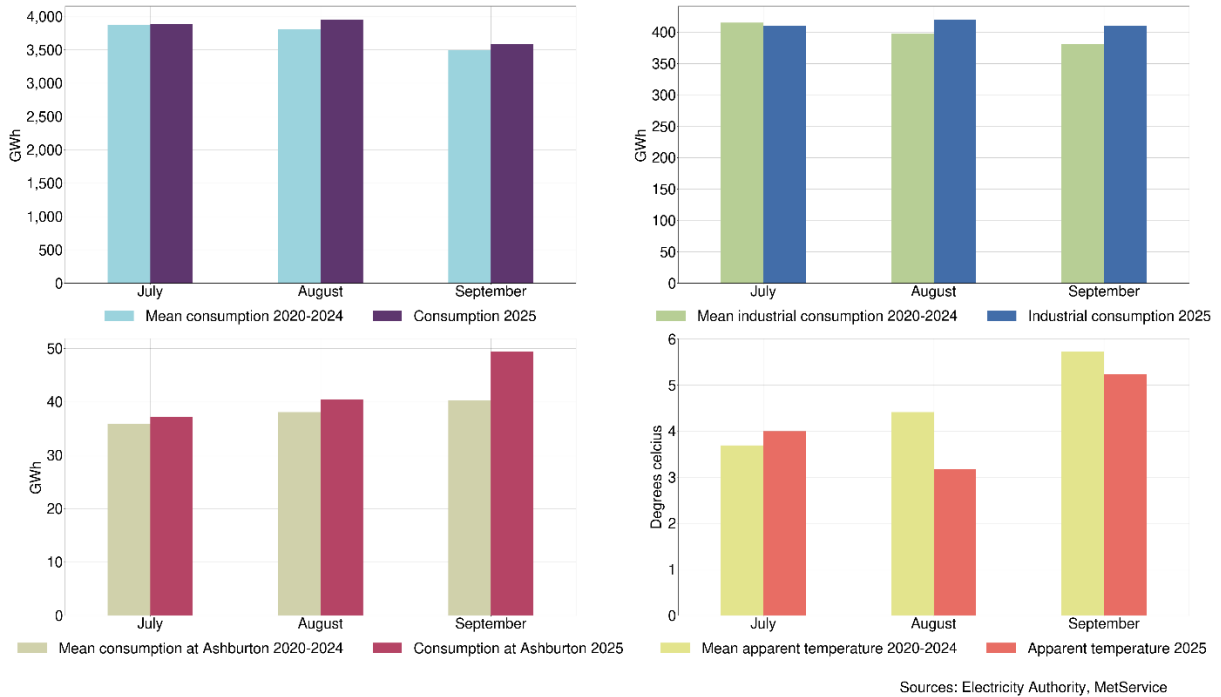 4,000
3,500
3,000
2,500
2,000
1,500
1,000
500
0
GWh
July August September
Mean consumption 2020-2024 Consumption 2025
400
350
300
250
200
150
100
50
0
GWh
July August September
Mean industrial consumption 2020-2024 Industrial consumption 2025
50
40
30
20
10
0
GWh
July August September
Mean consumption at Ashburton 2020-2024 Consumption at Ashburton 2025
6
5
4
3
2
1
0
Degrees celcius
July August September
Mean apparent temperature 2020-2024 Apparent temperature 2025
Sources: Electricity Authority, MetService